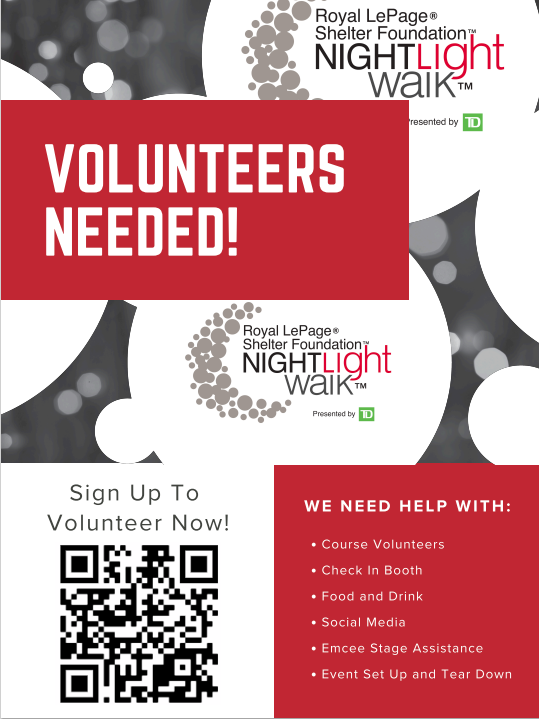 Royal LePage®
Shelter Foundation™
NIGHTLight
walk™
Presented by TD
VOLUNTEERS
NEEDED!
Royal LePage®
Shelter Foundation™
NIGHTLight
walk™
Presented by TD
Sign Up To
Volunteer Now!
WE NEED HELP WITH:
• Course Volunteers
• Check In Booth
• Food and Drink
• Social Media
• Emcee Stage Assistance
• Event Set Up and Tear Down